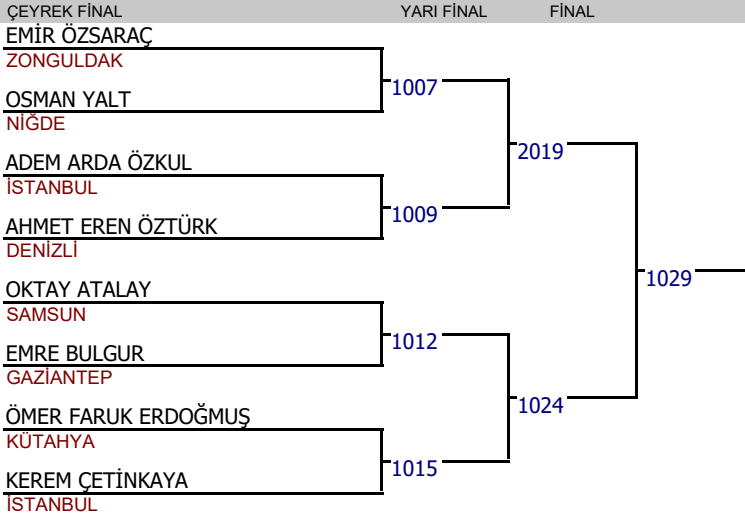 ÇEYREK FİNAL YARI FİNAL FİNAL
EMİR ÖZSARAÇ
ZONGULDAK
1007
OSMAN YALT
NİĞDE
2019
ADEM ARDA ÖZKUL
İSTANBUL
1009
AHMET EREN ÖZTÜRK
DENİZLİ
1029
OKTAY ATALAY
SAMSUN
1012
EMRE BULGUR
GAZİANTEP
1024
ÖMER FARUK ERDOĞMUŞ
KÜTAHYA
1015
KEREM ÇETİNKAYA
İSTANBUL